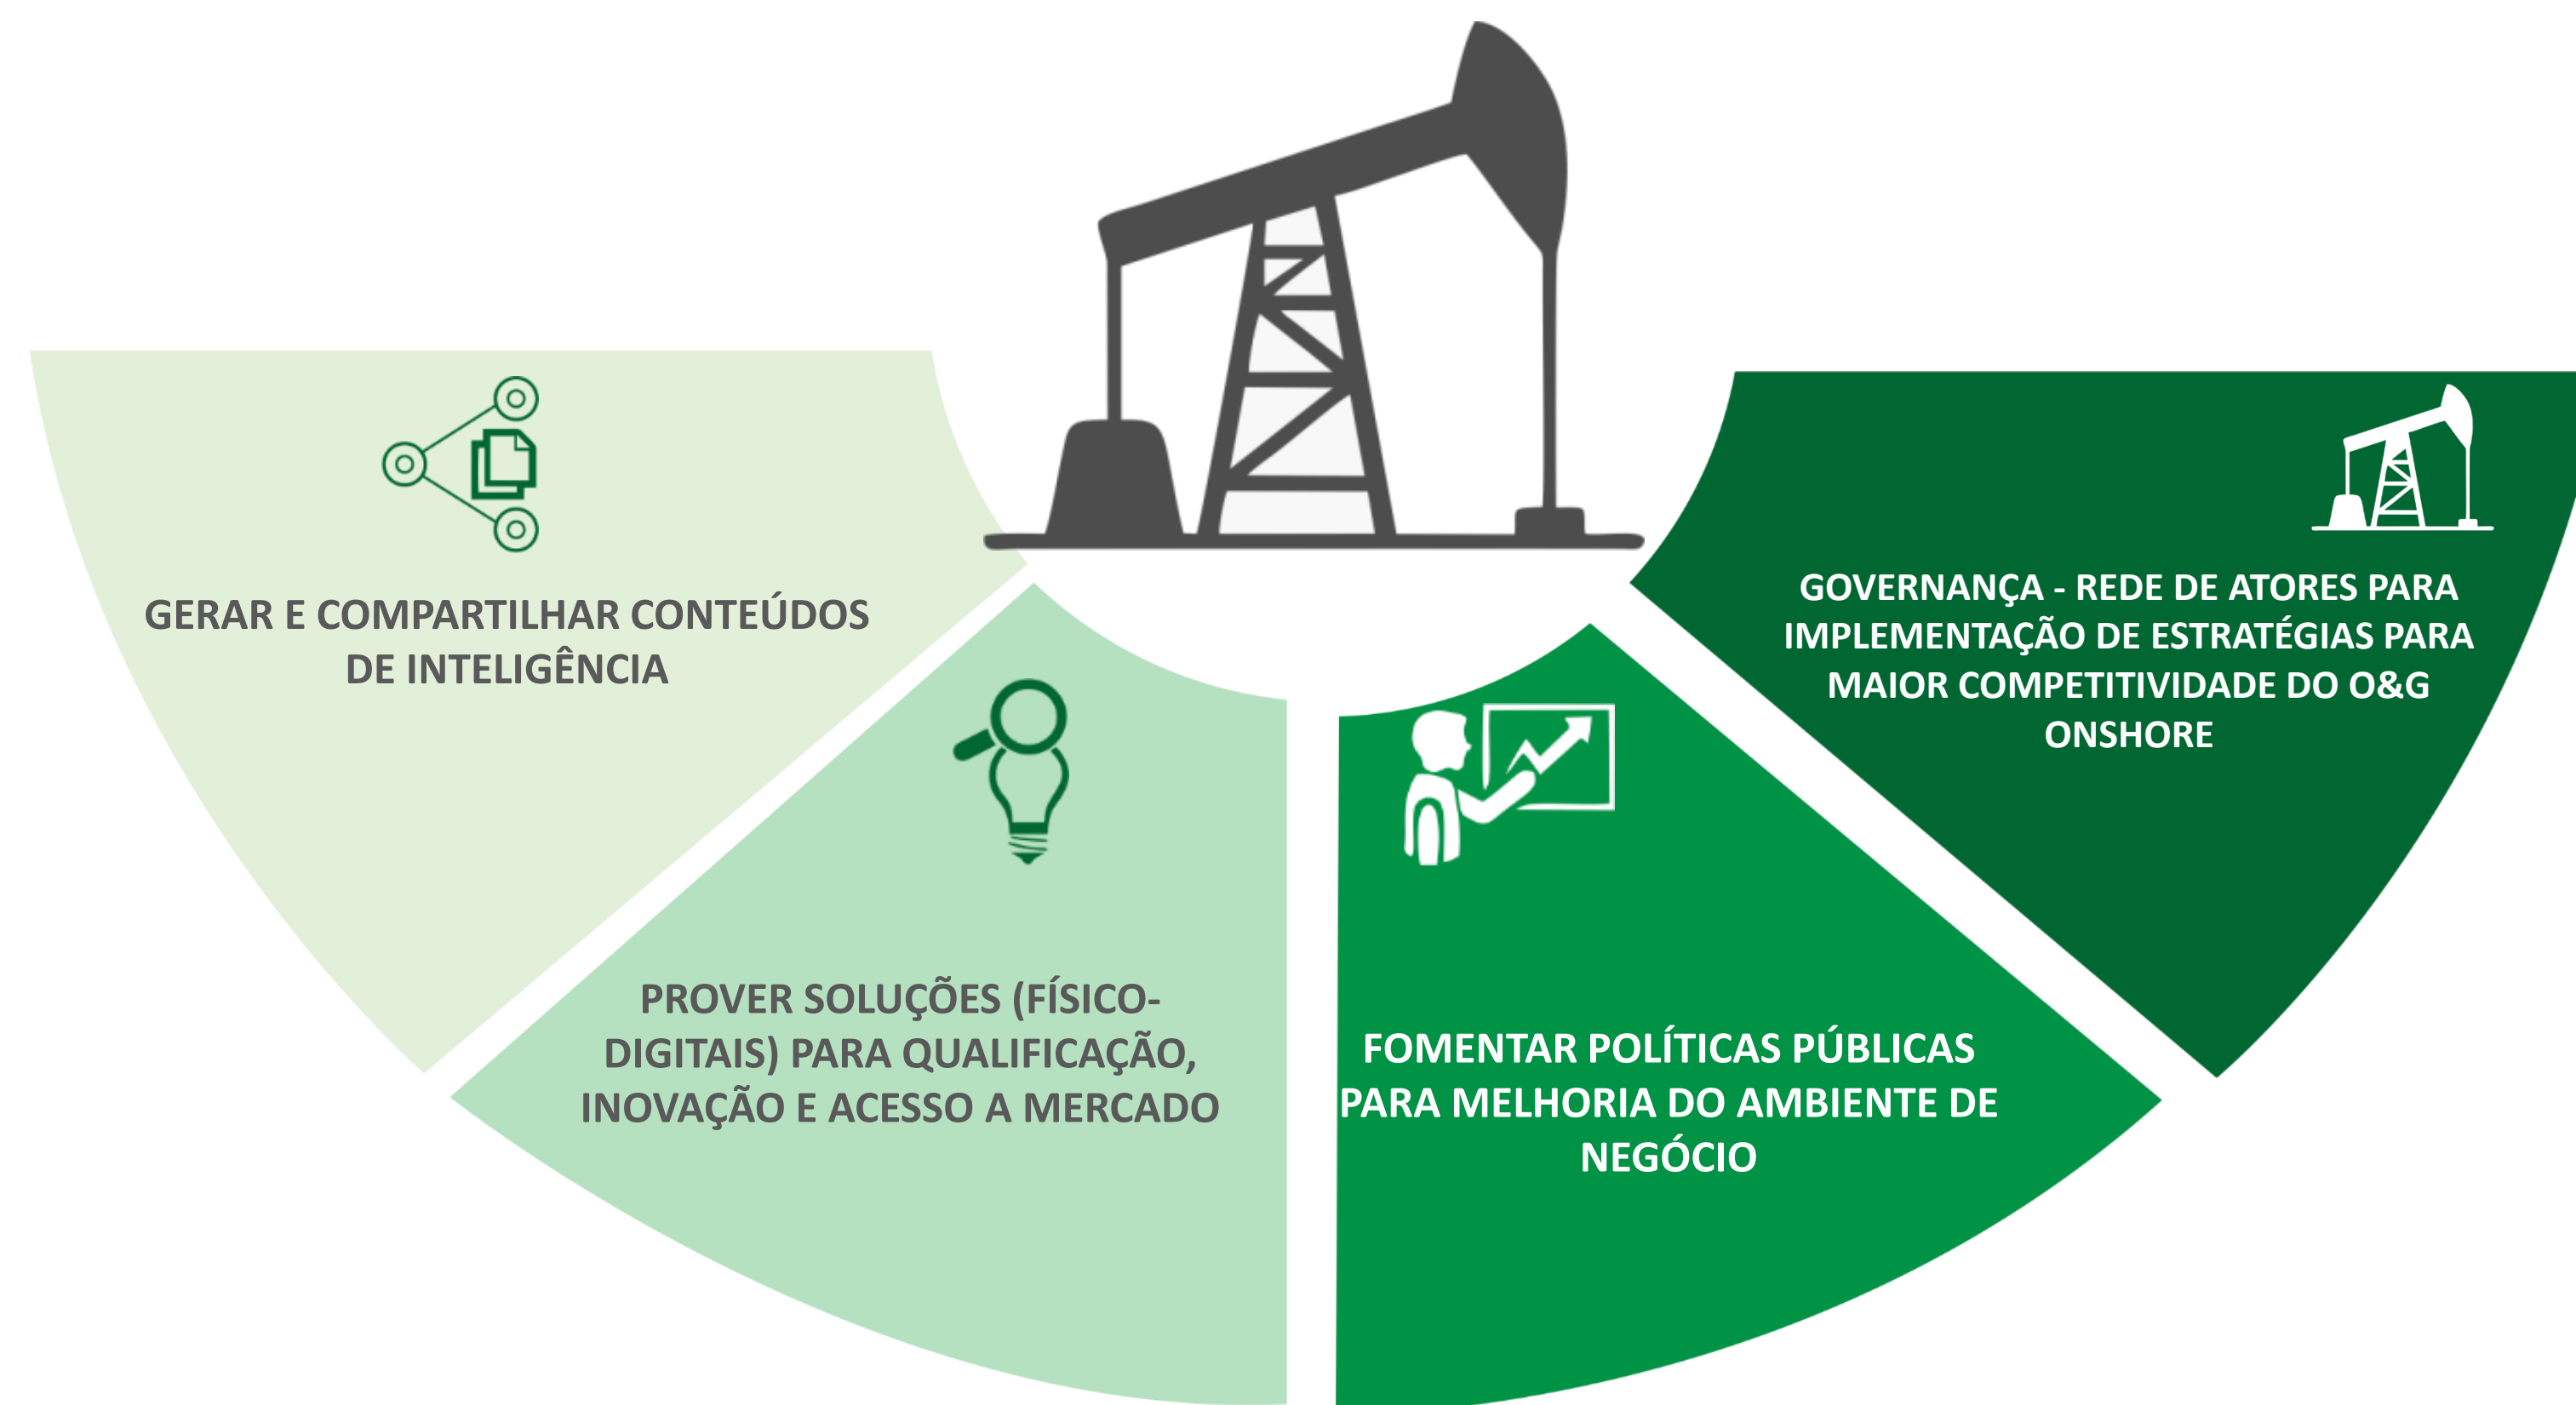 GERAR E COMPARTILHAR CONTEÚDOS
DE INTELIGÊNCIA
PROVER SOLUÇÕES (FÍSICO-
DIGITAIS) PARA QUALIFICAÇÃO,
INOVAÇÃO E ACESSO A MERCADO
FOMENTAR POLÍTICAS PÚBLICAS
PARA MELHORIA DO AMBIENTE DE
NEGÓCIO
GOVERNANÇA - REDE DE ATORES PARA
IMPLEMENTAÇÃO DE ESTRATÉGIAS PARA
MAIOR COMPETITIVIDADE DO O&G
ONSHORE